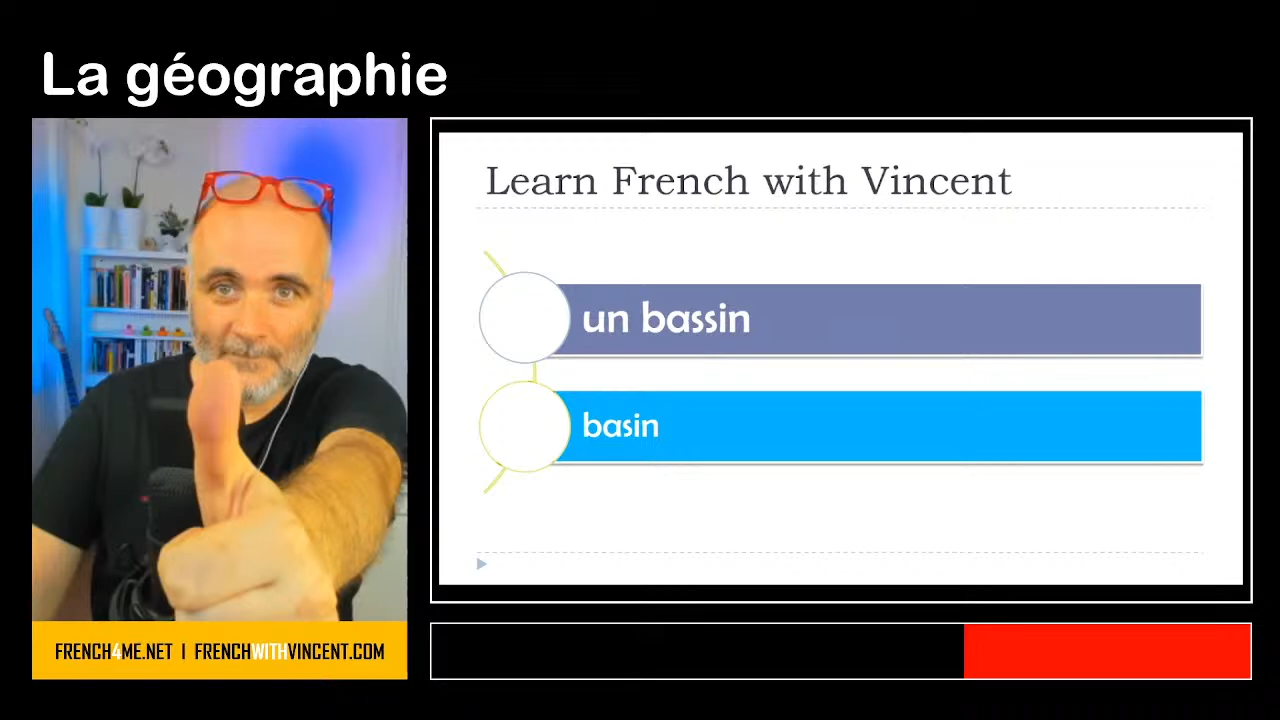 La géographie
Learn French with Vincent
un bassin
basin
FRENCH4ME.NET | FRENCHWITHVINCENT.COM